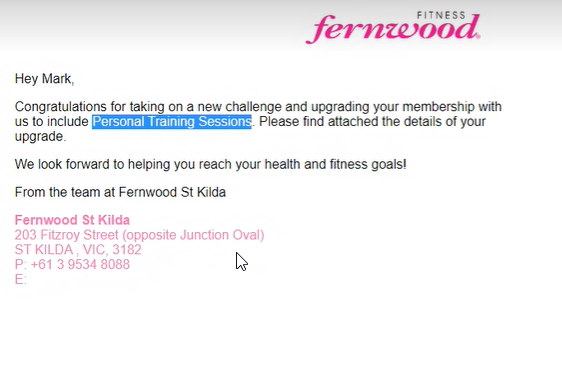 FITNESS
fernwood
Hey Mark,
Congratulations for taking on a new challenge and upgrading your membership with
us to include Personal Training Sessions. Please find attached the details of your
upgrade.
We look forward to helping you reach your health and fitness goals!
From the team at Fernwood St Kilda
Fernwood St Kilda
203 Fitzroy Street (opposite Junction Oval)
ST KILDA , VIC, 3182
P: +61 3 9534 8088
E: